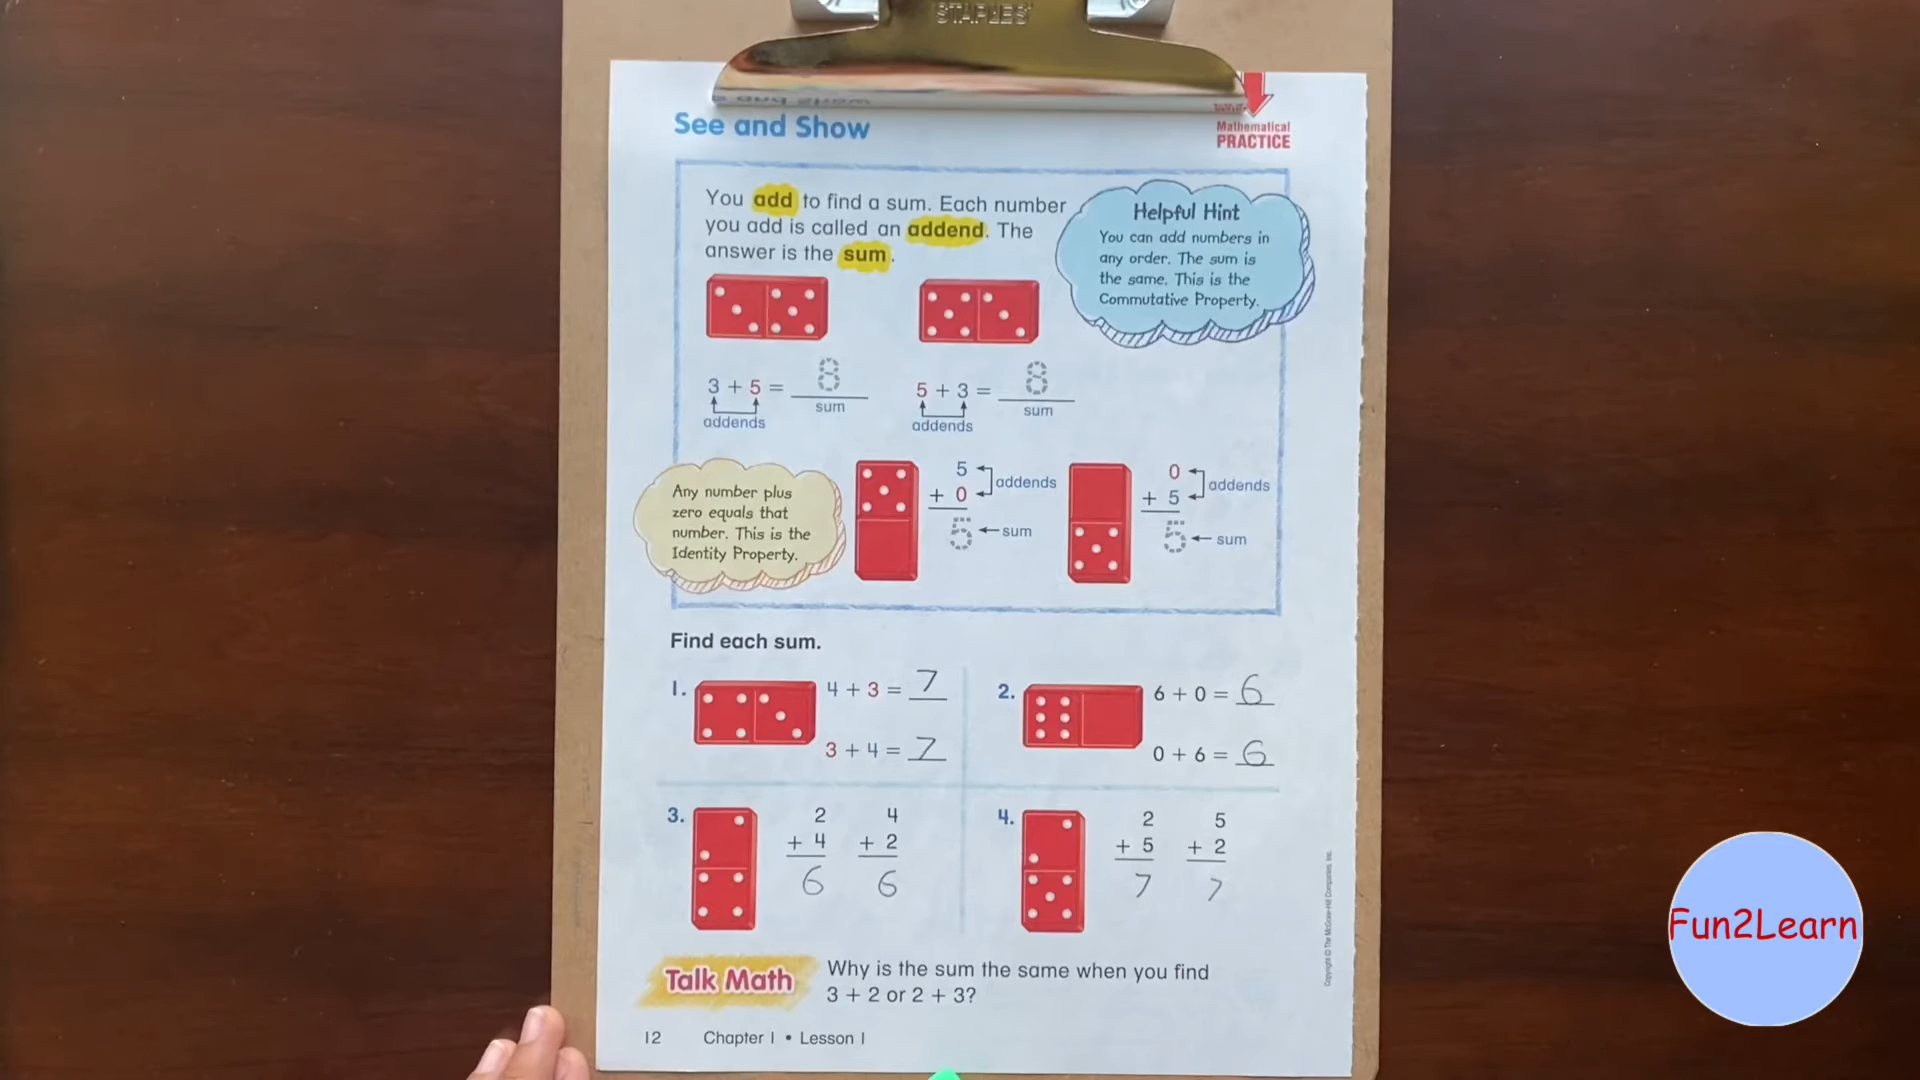 STAPLES
See and Show
Mathematical
PRACTICE
You add to find a sum. Each number
you add is called an addend. The
answer is the sum.
Helpful Hint
You can add numbers in
any order. The sum is
the same. This is the
Commutative Property.
3 + 5 = 8
sum
addends
5 + 3 = 8
sum
addends
Any number plus
zero equals that
number. This is the
Identity Property.
5
+ 0
addends
5
sum
0
+ 5
addends
5
sum
Find each sum.
1.
4 + 3 = 7
3 + 4 = 7
2.
6 + 0 = 6
0 + 6 = 6
3.
2
+ 4
6
4
+ 2
6
4.
2
+ 5
7
5
+ 2
7
Talk Math
Why is the sum the same when you find
3 + 2 or 2 + 3?
12 Chapter 1 • Lesson 1
Copyright © The McGraw-Hill Companies, Inc.
Fun2Learn